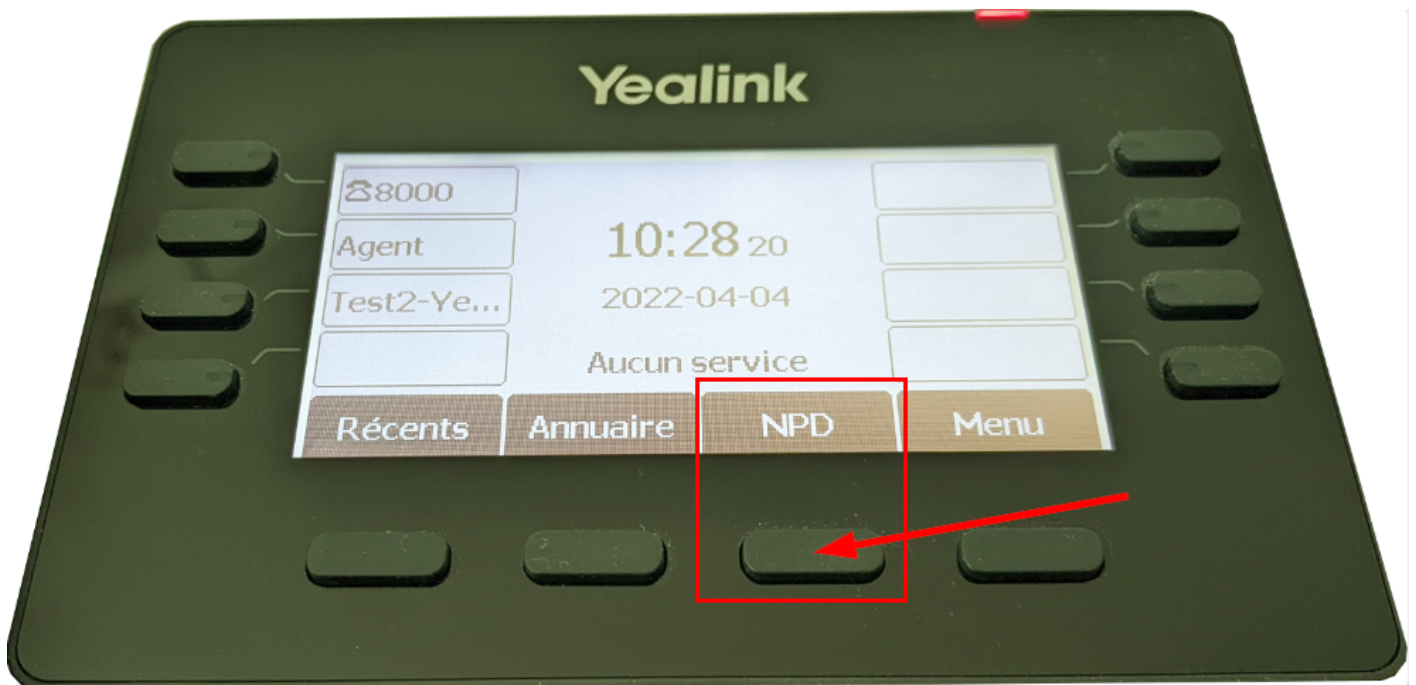 Yealink
☎8000
Agent
Test2-Ye...
10:28 20
2022-04-04
Aucun service
Récents
Annuaire
NPD
Menu